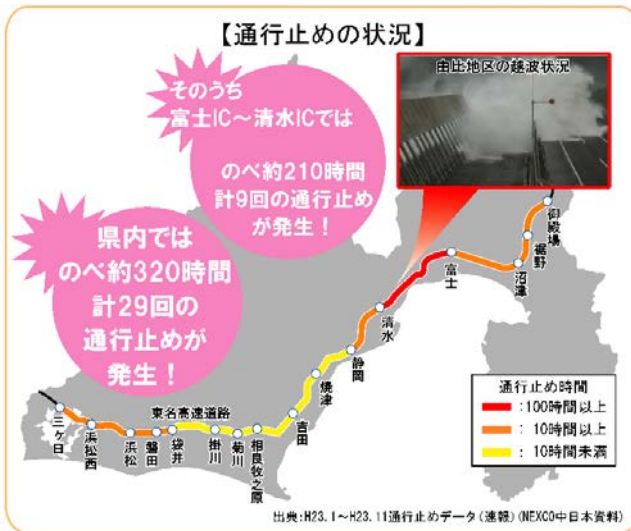 【通行止めの状況】
そのうち
富士IC～清水ICでは
のべ約210時間
計9回の通行止め
が発生！
由比地区の越波状況
県内では
のべ約320時間
計29回の
通行止めが
発生！
御殿場
裾野
沼津
富士
清水
静岡
焼津
吉田
相良牧之原
菊川
掛川
袋井
磐田
浜松
浜松西
三ケ日
東名高速道路
通行止め時間
：100時間以上
：10時間以上
：10時間未満
出典：H23.1～H23.11通行止めデータ（速報）（NEXCO中日本資料）